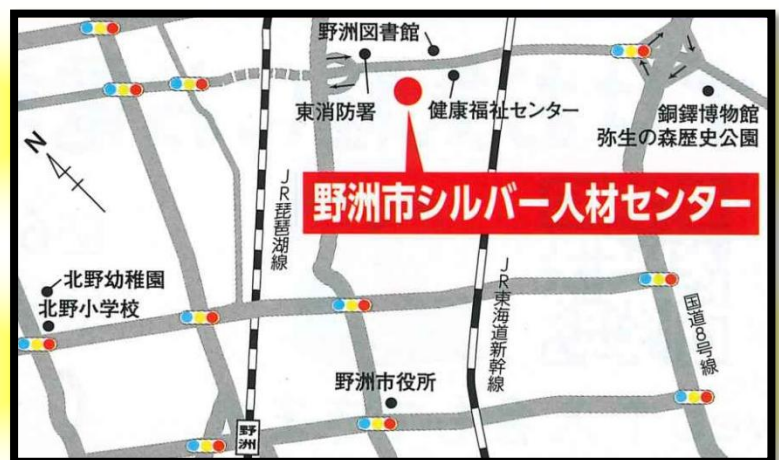 野洲図書館
東消防署
健康福祉センター
銅鐸博物館
弥生の森歴史公園
N
野洲市シルバー人材センター
JR琵琶湖線
北野幼稚園
北野小学校
JR東海道新幹線
国道8号線
野洲市役所
野洲